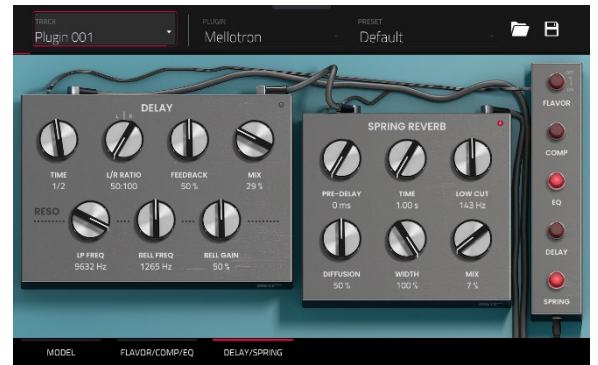 TRACK PLUGIN PRESET
Plugin 001 Mellotron Default
DELAY
L R
TIME L/R RATIO FEEDBACK MIX
1/2 50:100 50 % 29 %
RESO
LP FREQ BELL FREQ BELL GAIN
9632 Hz 1265 Hz 50 %
SPRING REVERB
PRE-DELAY TIME LOW CUT
0 ms 1.00 s 143 Hz
DIFFUSION WIDTH MIX
50 % 100 % 7 %
OFF
ON
FLAVOR
COMP
EQ
DELAY
SPRING
MODEL FLAVOR/COMP/EQ DELAY/SPRING